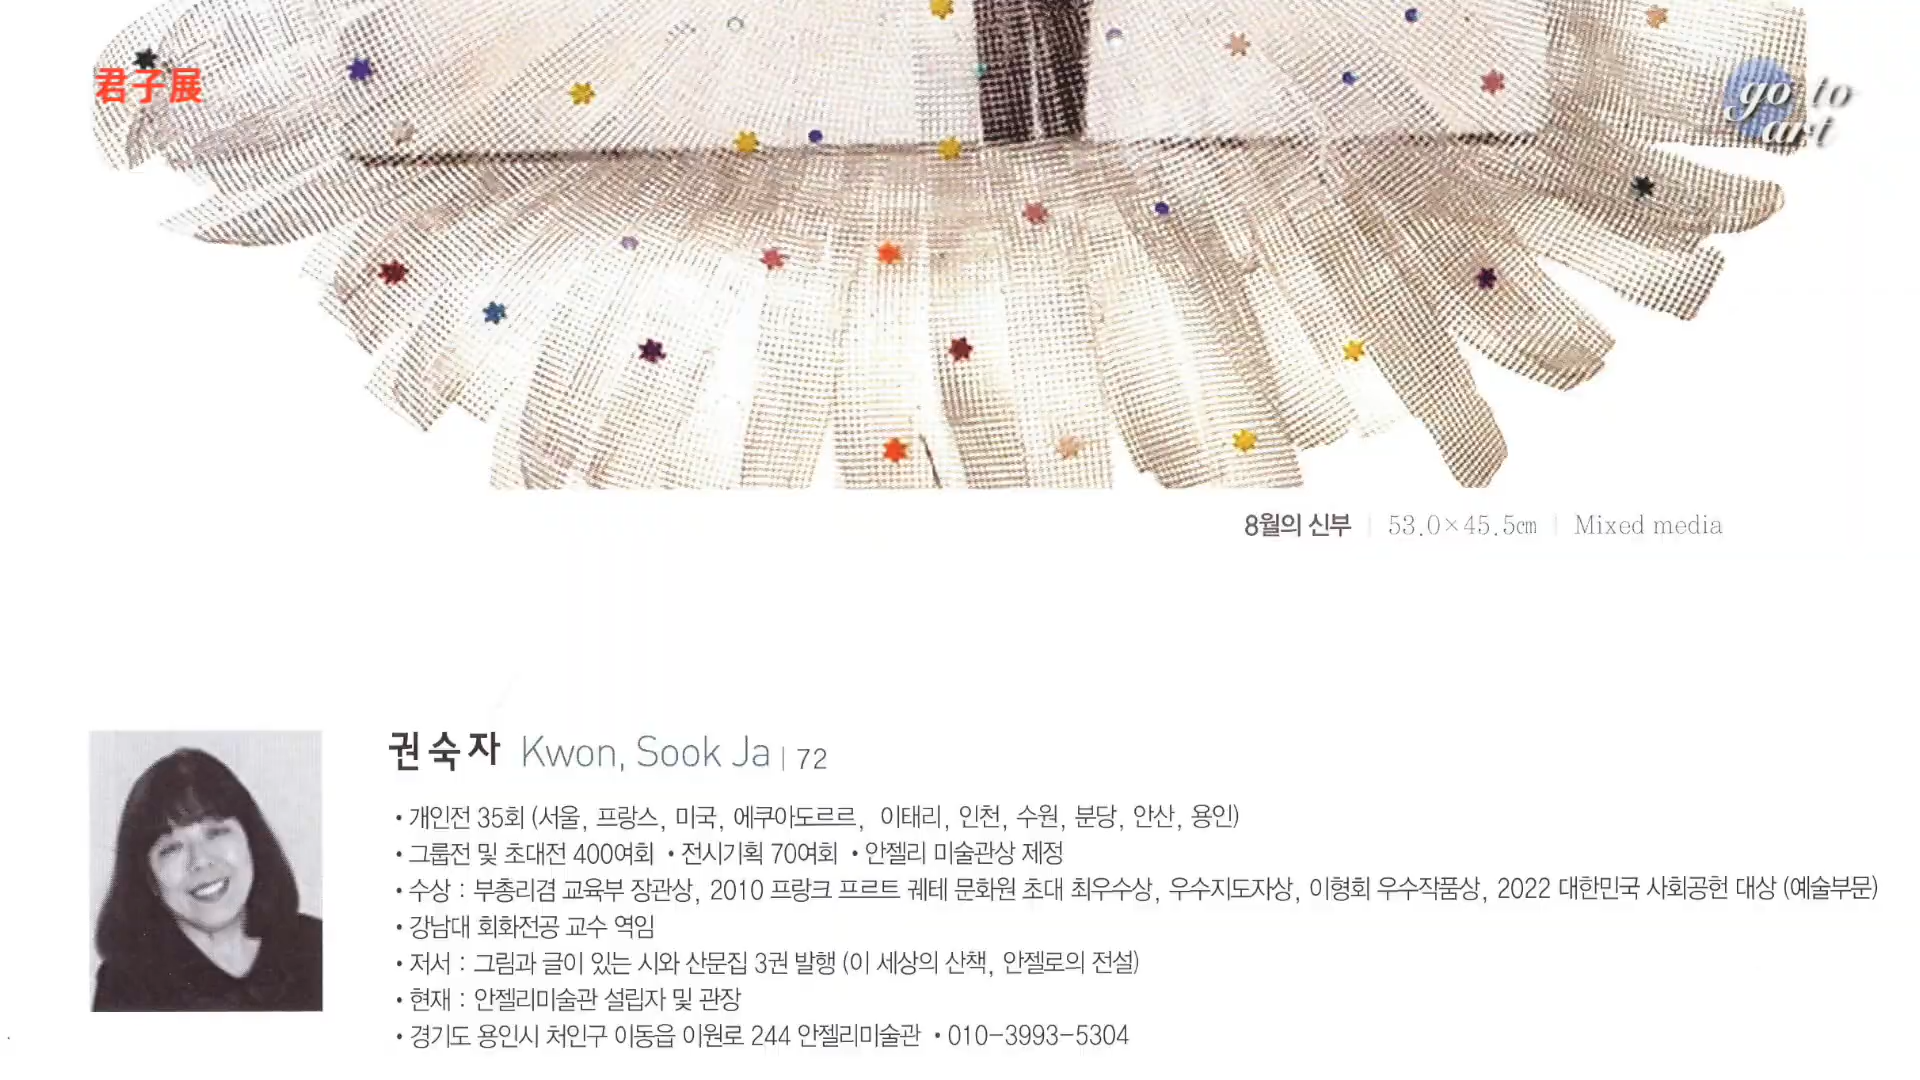 君子展
go to
art
8월의 신부 | 53.0×45.5㎝ | Mixed media
권숙자 Kwon, Sook Ja | 72
• 개인전 35회 (서울, 프랑스, 미국, 에쿠아도르르, 이태리, 인천, 수원, 분당, 안산, 용인)
• 그룹전 및 초대전 400여회 • 전시기획 70여회 • 안젤리 미술관상 제정
• 수상 : 부총리겸 교육부 장관상, 2010 프랑크 프르트 궤테 문화원 초대 최우수상, 우수지도자상, 이형회 우수작품상, 2022 대한민국 사회공헌 대상 (예술부문)
• 강남대 회화전공 교수 역임
• 저서 : 그림과 글이 있는 시와 산문집 3권 발행 (이 세상의 산책, 안젤로의 전설)
• 현재 : 안젤리미술관 설립자 및 관장
• 경기도 용인시 처인구 이동읍 이원로 244 안젤리미술관 • 010-3993-5304